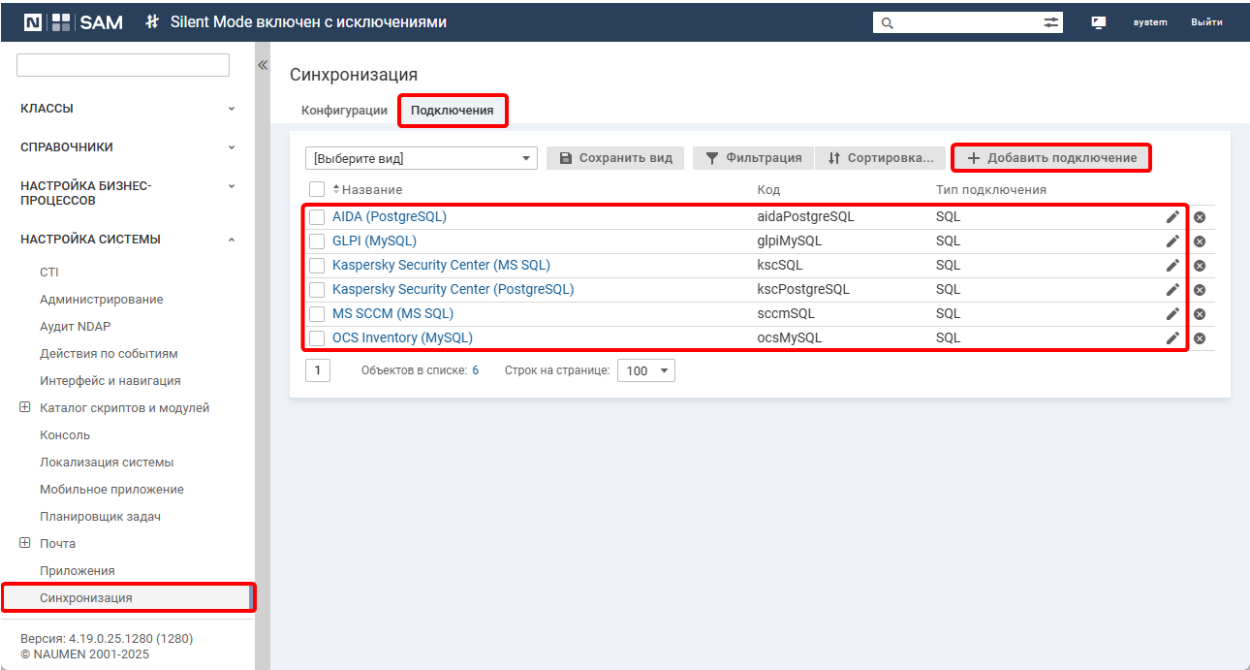 N SAM Silent Mode включен с исключениями system Выйти
Синхронизация
Конфигурации Подключения
КЛАССЫ
СПРАВОЧНИКИ
НАСТРОЙКА БИЗНЕС-
ПРОЦЕССОВ
НАСТРОЙКА СИСТЕМЫ
CTI
Администрирование
Аудит NDAP
Действия по событиям
Интерфейс и навигация
Каталог скриптов и модулей
Консоль
Локализация системы
Мобильное приложение
Планировщик задач
Почта
Приложения
Синхронизация
Версия: 4.19.0.25.1280 (1280)
© NAUMEN 2001-2025
[Выберите вид] Сохранить вид Фильтрация Сортировка... + Добавить подключение
Название Код Тип подключения
AIDA (PostgreSQL) aidaPostgreSQL SQL
GLPI (MySQL) glpiMySQL SQL
Kaspersky Security Center (MS SQL) kscSQL SQL
Kaspersky Security Center (PostgreSQL) kscPostgreSQL SQL
MS SCCM (MS SQL) sccmSQL SQL
OCS Inventory (MySQL) ocsMySQL SQL
1 Объектов в списке: 6 Строк на странице: 100